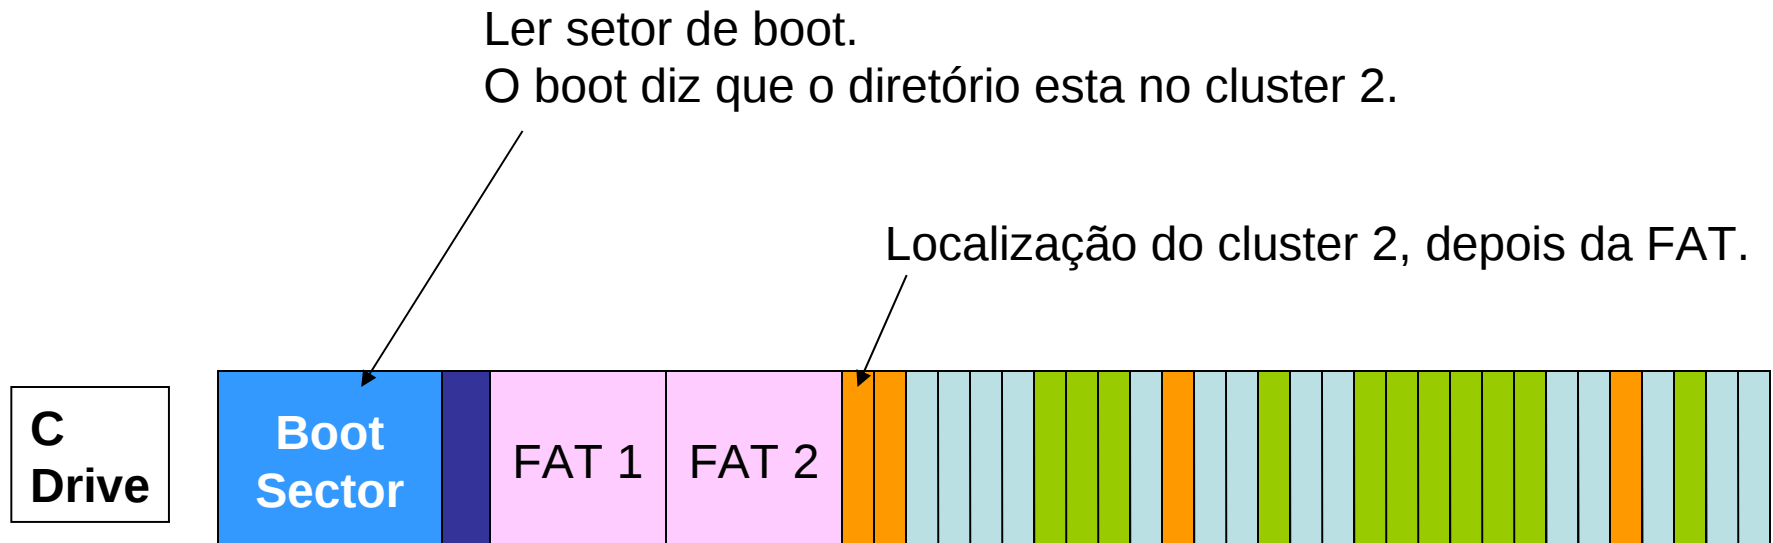 Ler setor de boot.
O boot diz que o diretório esta no cluster 2.
Localização do cluster 2, depois da FAT.
C
Drive
Boot
Sector
FAT 1
FAT 2